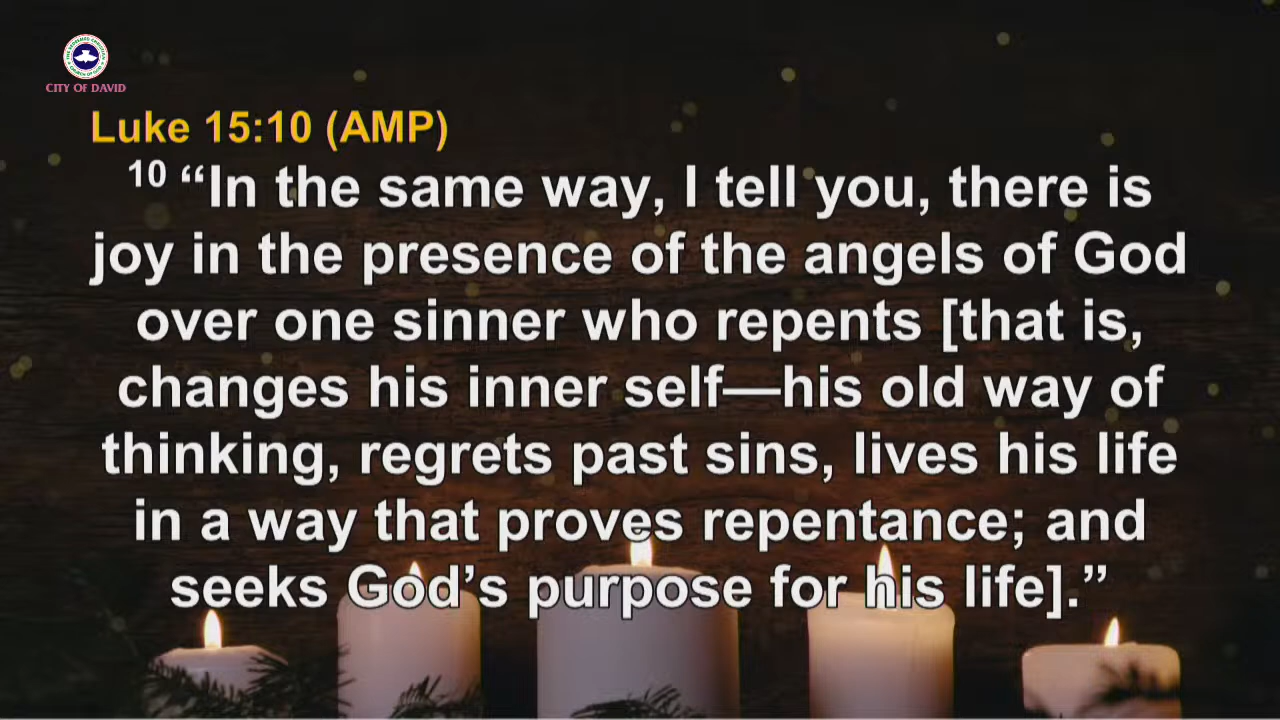 CITY OF DAVID
Luke 15:10 (AMP)
10 “In the same way, I tell you, there is
joy in the presence of the angels of God
over one sinner who repents [that is,
changes his inner self—his old way of
thinking, regrets past sins, lives his life
in a way that proves repentance; and
seeks God’s purpose for his life].”